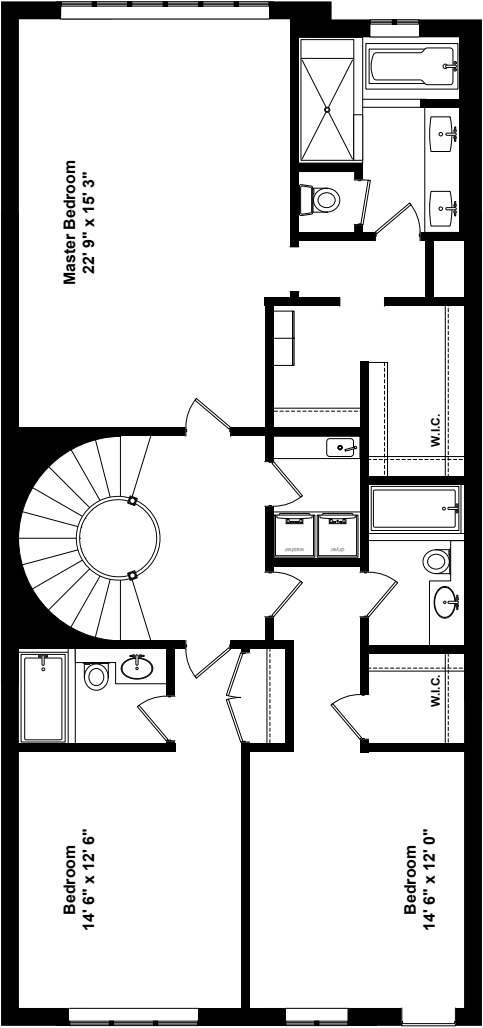 Master Bedroom
22' 9" x 15' 3"
W.I.C.
washer
dryer
W.I.C.
Bedroom
14' 6" x 12' 6"
Bedroom
14' 6" x 12' 0"